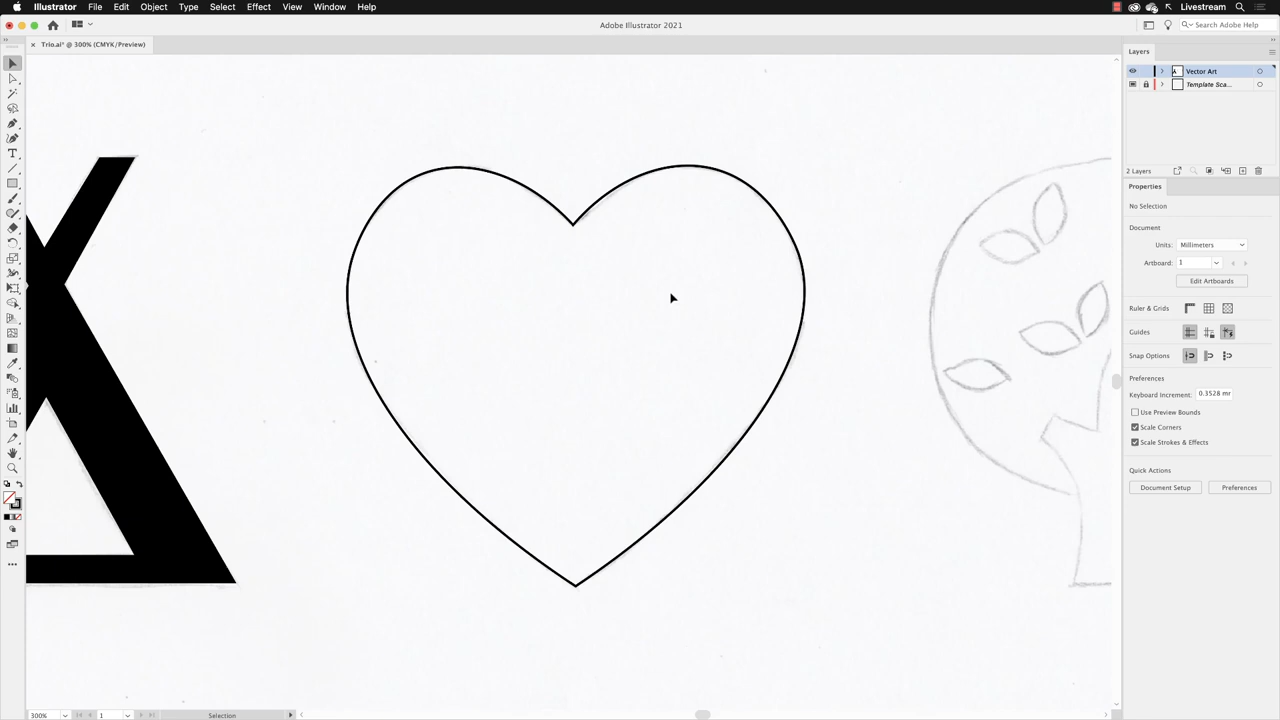 Illustrator File Edit Object Type Select Effect View Window Help Livestream
Adobe Illustrator 2021 Search Adobe Help
× Trio.ai* @ 300% (CMYK/Preview)
Layers
Vector Art
Template Sca...
2 Layers
Properties
No Selection
Document
Units: Millimeters
Artboard: 1
Edit Artboards
Ruler & Grids
Guides
Snap Options
Preferences
Keyboard Increment: 0.3528 mr
Use Preview Bounds
Scale Corners
Scale Strokes & Effects
Quick Actions
Document Setup Preferences
300% 1 Selection